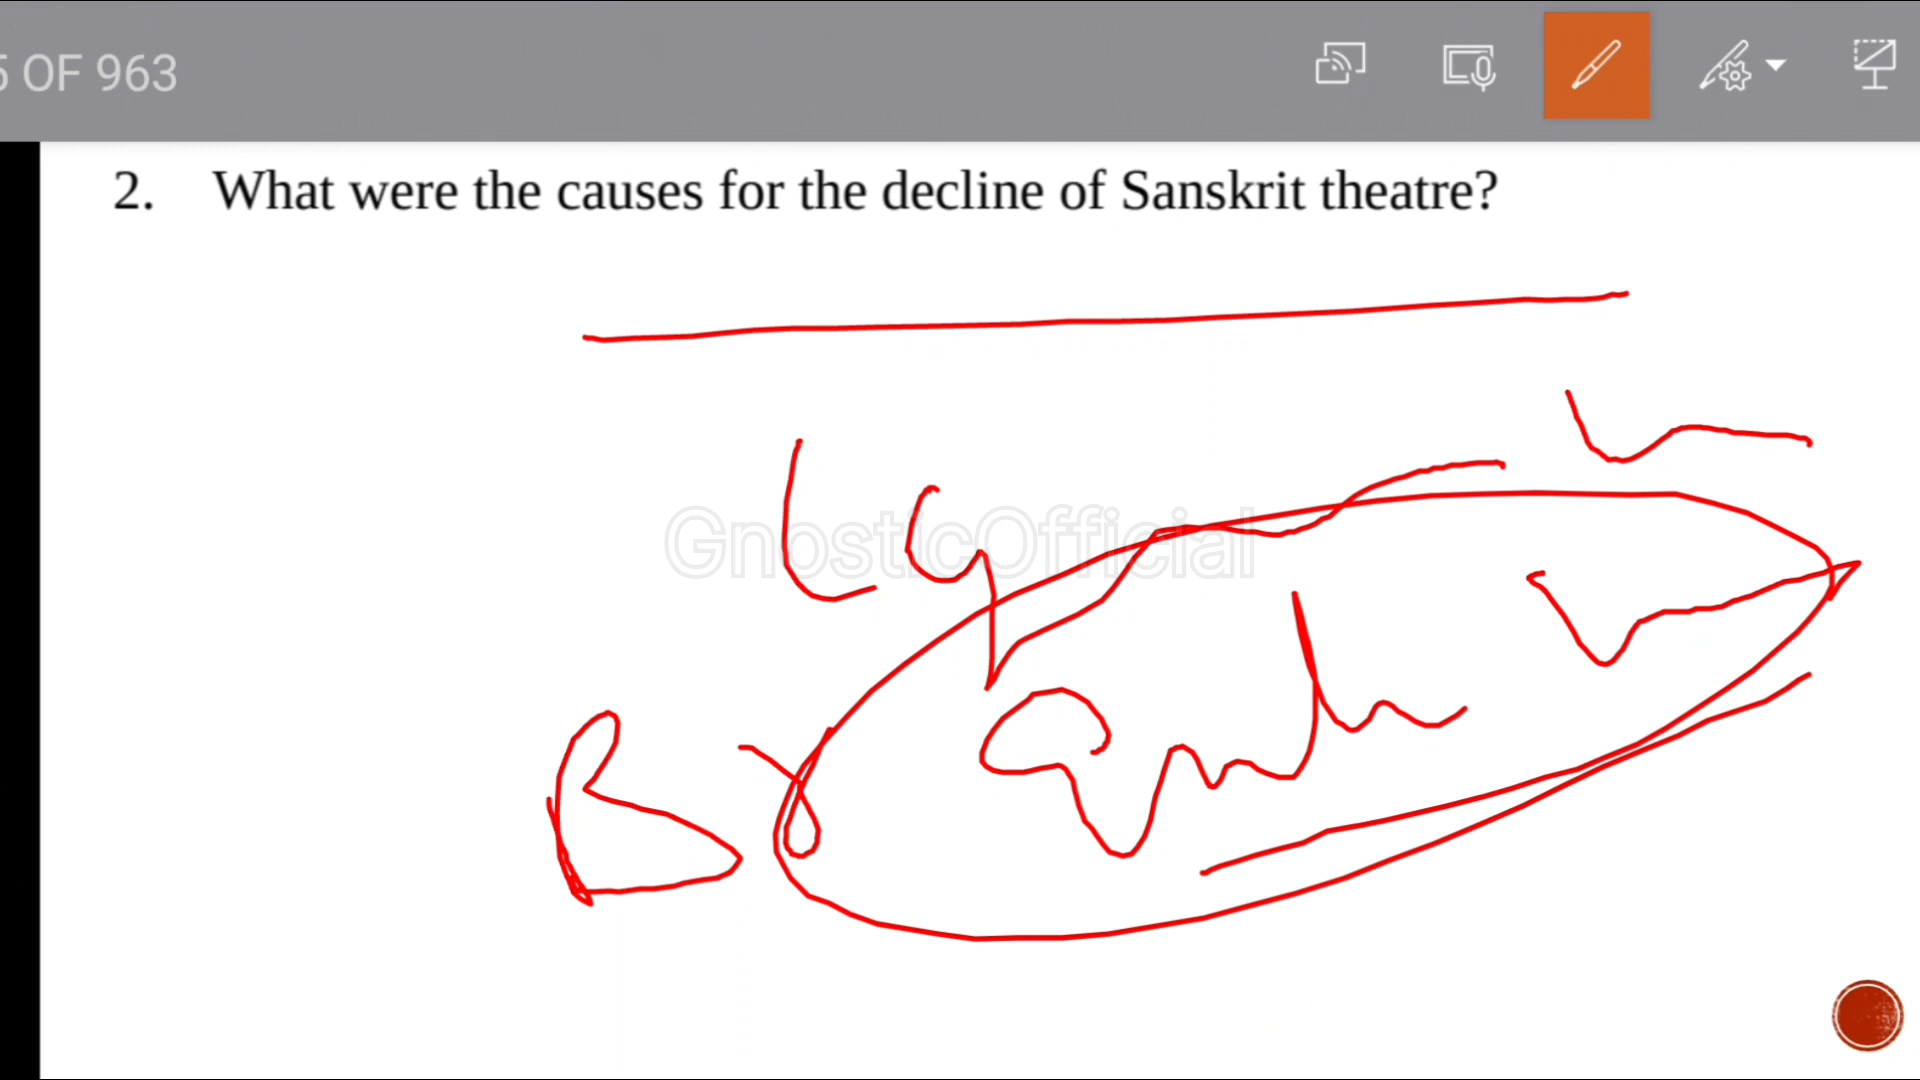 5 OF 963
2. What were the causes for the decline of Sanskrit theatre?
GnosticOfficial